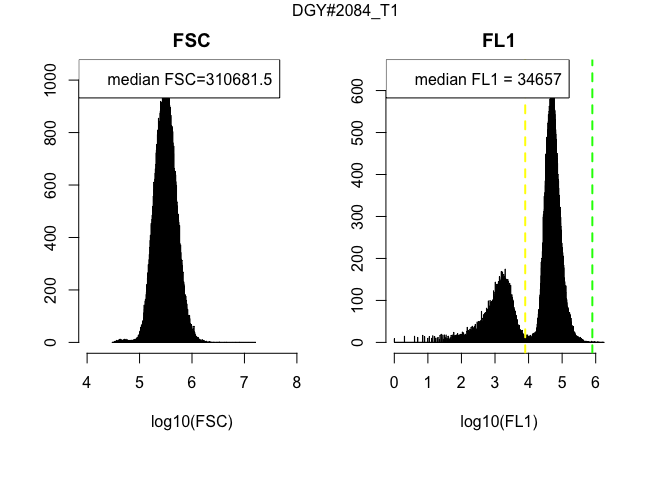 DGY#2084_T1
FSC
median FSC=310681.5
0 200 400 600 800 1000
4 5 6 7 8
log10(FSC)
FL1
median FL1 = 34657
0 100 200 300 400 500 600
0 1 2 3 4 5 6
log10(FL1)